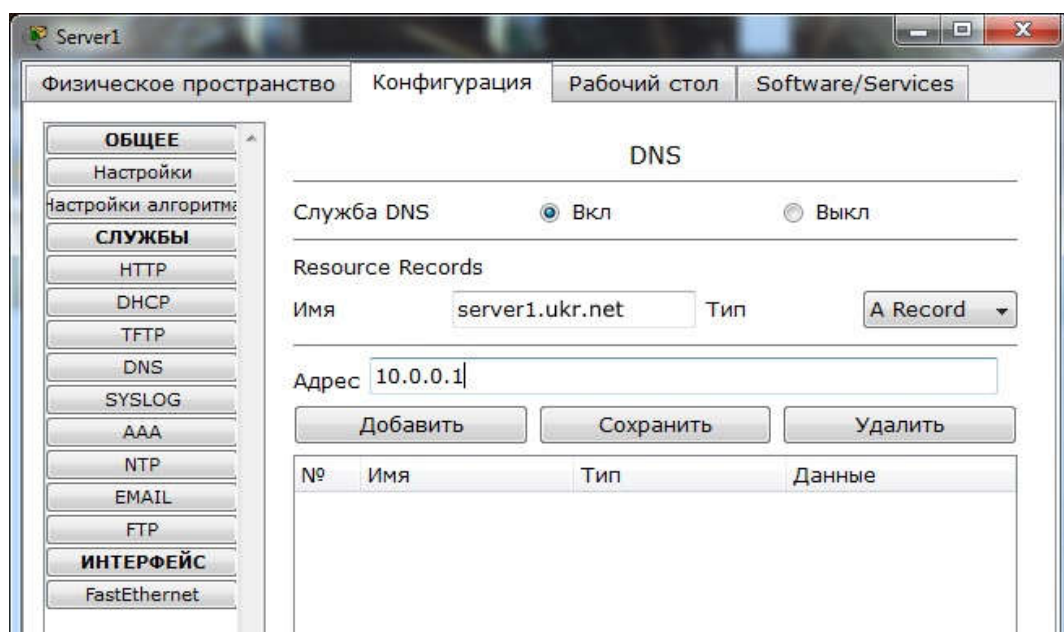 Server1
Физическое пространство Конфигурация Рабочий стол Software/Services
ОБЩЕЕ
Настройки
Настройки алгоритма
СЛУЖБЫ
HTTP
DHCP
TFTP
DNS
SYSLOG
AAA
NTP
EMAIL
FTP
ИНТЕРФЕЙС
FastEthernet
DNS
Служба DNS Вкл Выкл
Resource Records
Имя server1.ukr.net Тип A Record
Адрес 10.0.0.1
Добавить Сохранить Удалить
№ Имя Тип Данные